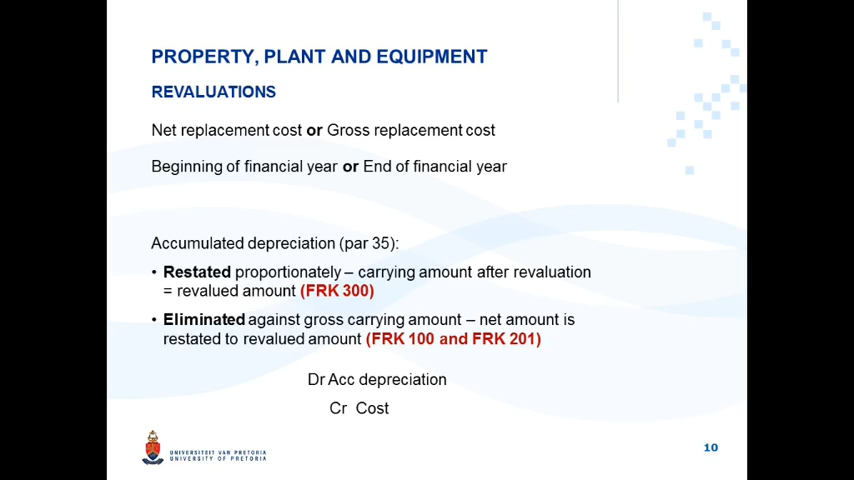 PROPERTY, PLANT AND EQUIPMENT
REVALUATIONS
Net replacement cost or Gross replacement cost
Beginning of financial year or End of financial year
Accumulated depreciation (par 35):
• Restated proportionately – carrying amount after revaluation
= revalued amount (FRK 300)
• Eliminated against gross carrying amount – net amount is
restated to revalued amount (FRK 100 and FRK 201)
Dr Acc depreciation
Cr Cost
UNIVERSITEIT VAN PRETORIA
UNIVERSITY OF PRETORIA
10